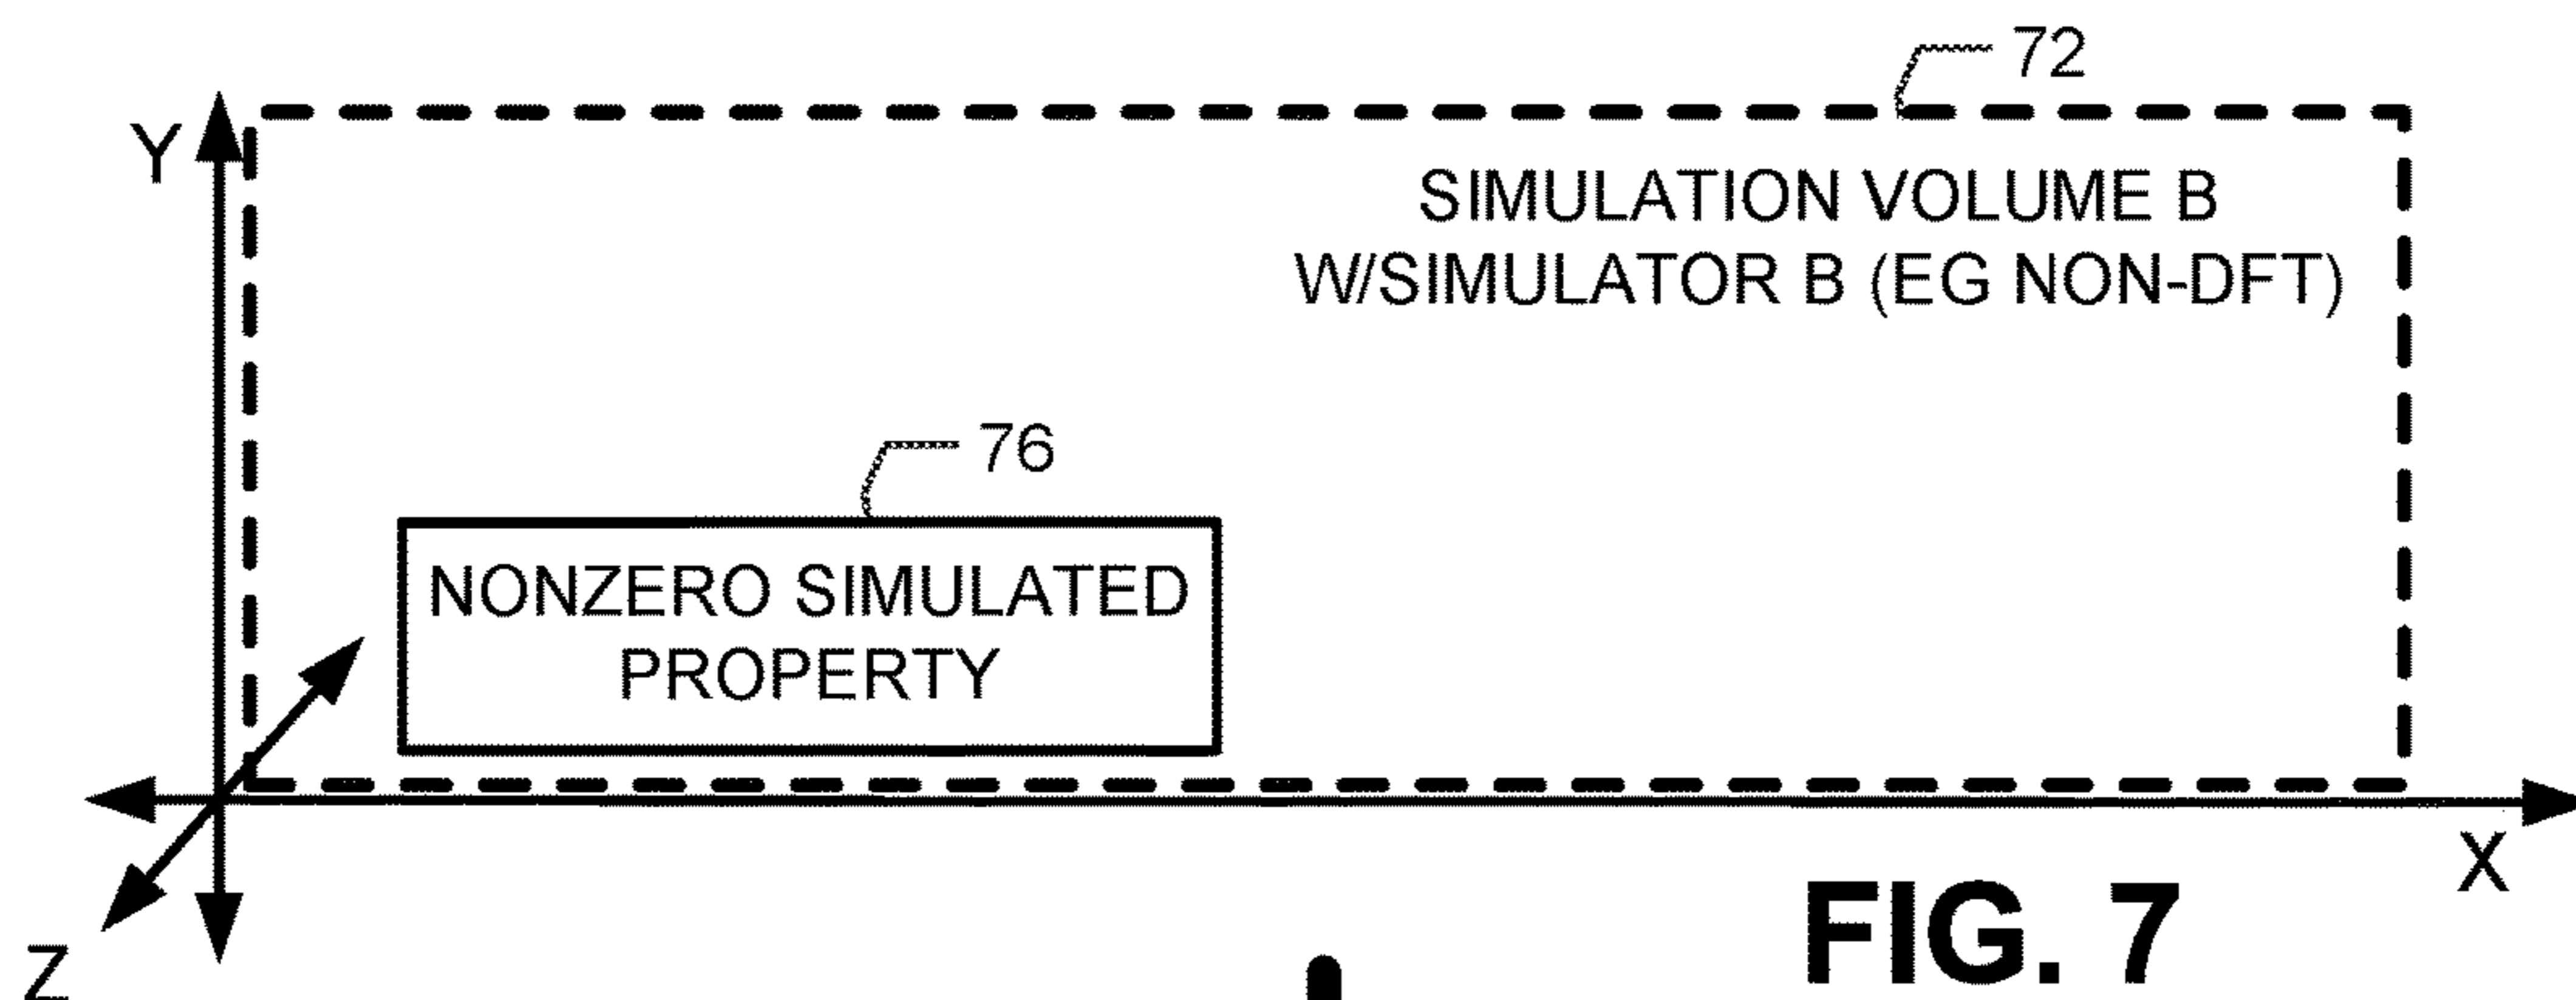 72
Y
SIMULATION VOLUME B
W/SIMULATOR B (EG NON-DFT)
76
NONZERO SIMULATED
PROPERTY
X
FIG. 7
Z